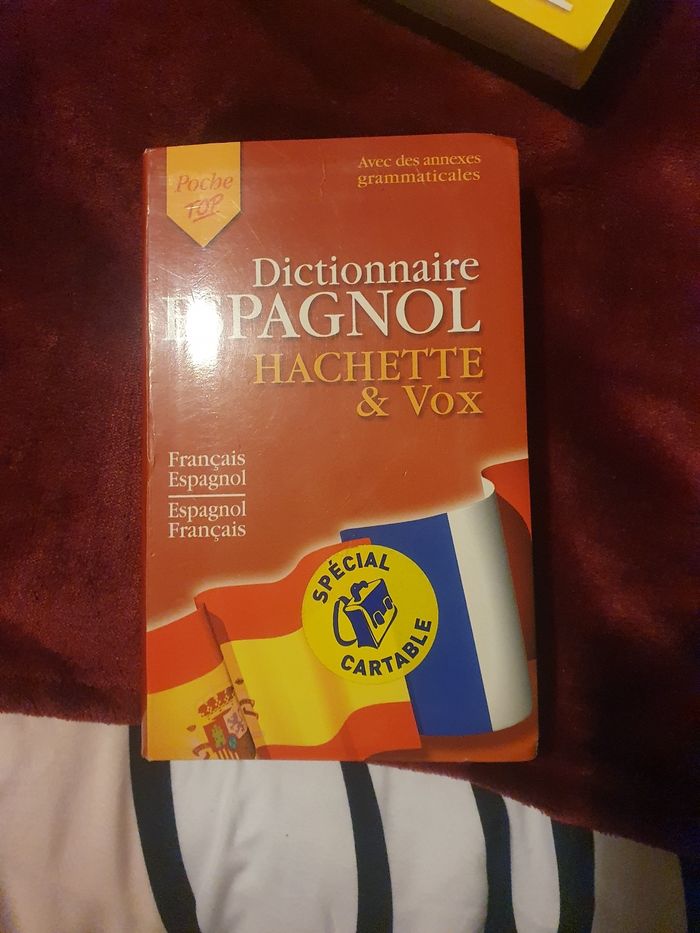 Poche
TOP
Avec des annexes
grammaticales
Dictionnaire
ESPAGNOL
HACHETTE
& Vox
Français
Espagnol
Espagnol
Français
SPÉCIAL
CARTABLE